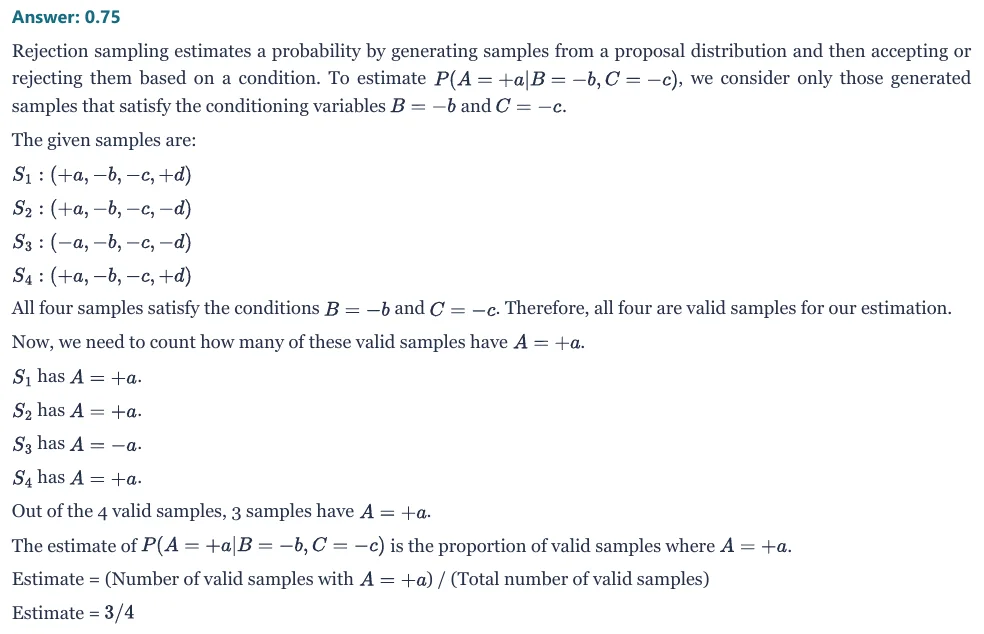 Answer: 0.75
Rejection sampling estimates a probability by generating samples from a proposal distribution and then accepting or
rejecting them based on a condition. To estimate P(A = +a|B = −b, C = −c), we consider only those generated
samples that satisfy the conditioning variables B = −b and C = −c.
The given samples are:
S₁ : (+a, −b, −c, +d)
S₂ : (+a, −b, −c, −d)
S₃ : (−a, −b, −c, −d)
S₄ : (+a, −b, −c, +d)
All four samples satisfy the conditions B = −b and C = −c. Therefore, all four are valid samples for our estimation.
Now, we need to count how many of these valid samples have A = +a.
S₁ has A = +a.
S₂ has A = +a.
S₃ has A = −a.
S₄ has A = +a.
Out of the 4 valid samples, 3 samples have A = +a.
The estimate of P(A = +a|B = −b, C = −c) is the proportion of valid samples where A = +a.
Estimate = (Number of valid samples with A = +a) / (Total number of valid samples)
Estimate = 3/4